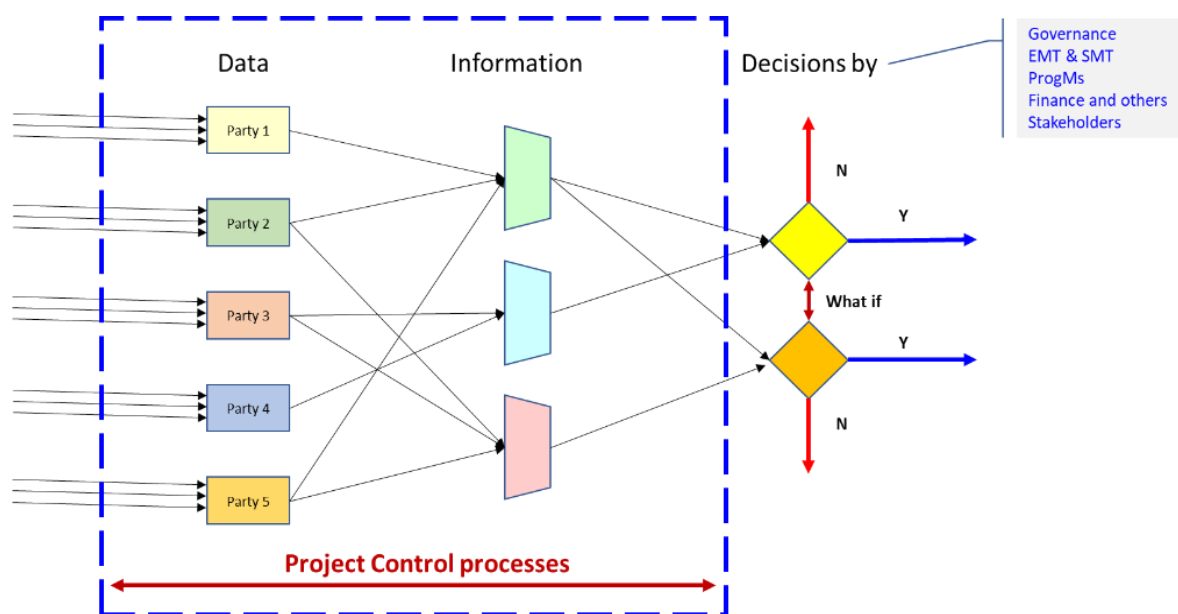 Data
Information
Decisions by
Governance
EMT & SMT
ProgMs
Finance and others
Stakeholders
Party 1
Party 2
Party 3
Party 4
Party 5
N
Y
What if
Y
N
Project Control processes